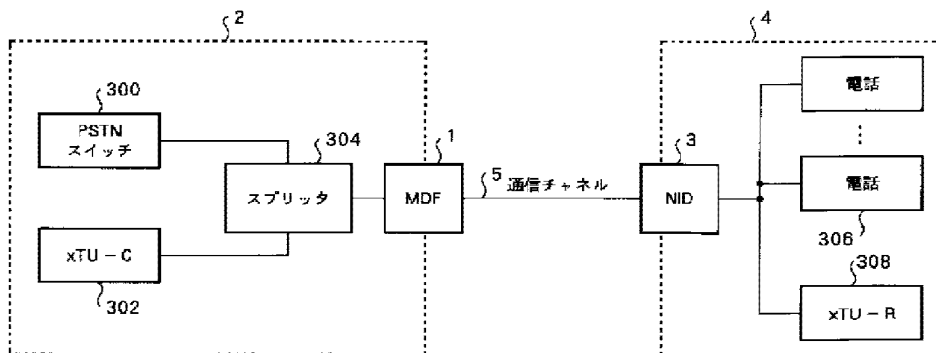 2
4
300
PSTN
スイッチ
304
スプリッタ
1
MDF
5 通信チャネル
3
NID
電話
電話
306
xTU-C
302
308
xTU-R